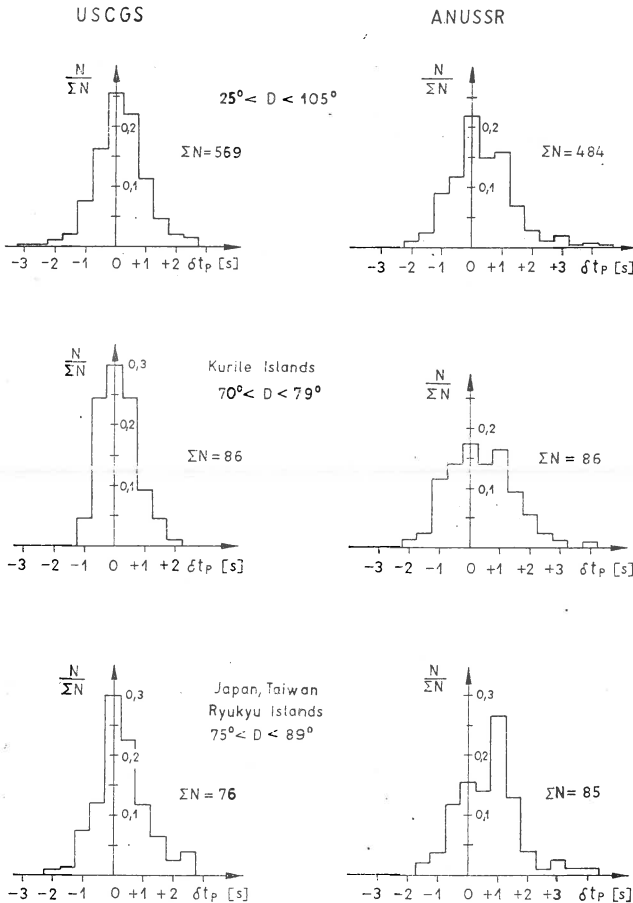 USCGS
ANUSSR
N
ΣN
0,2
0,1
25° < D < 105°
ΣN=569
-3 -2 -1 0 +1 +2 δtP [s]
N
ΣN
0,2
0,1
ΣN=484
-3 -2 -1 0 +1 +2 +3 δtP [s]
N
ΣN
0,3
0,2
0,1
Kurile Islands
70° < D < 79°
ΣN=86
-3 -2 -1 0 +1 +2 δtP [s]
N
ΣN
0,2
0,1
ΣN = 86
-3 -2 -1 0 +1 +2 +3 δtP [s]
N
ΣN
0,3
0,2
0,1
Japan, Taiwan
Ryukyu Islands
75° < D < 89°
ΣN=76
-3 -2 -1 0 +1 +2 δtP [s]
N
ΣN
0,3
0,2
0,1
ΣN=85
-3 -2 -1 0 +1 +2 +3 δtP [s]